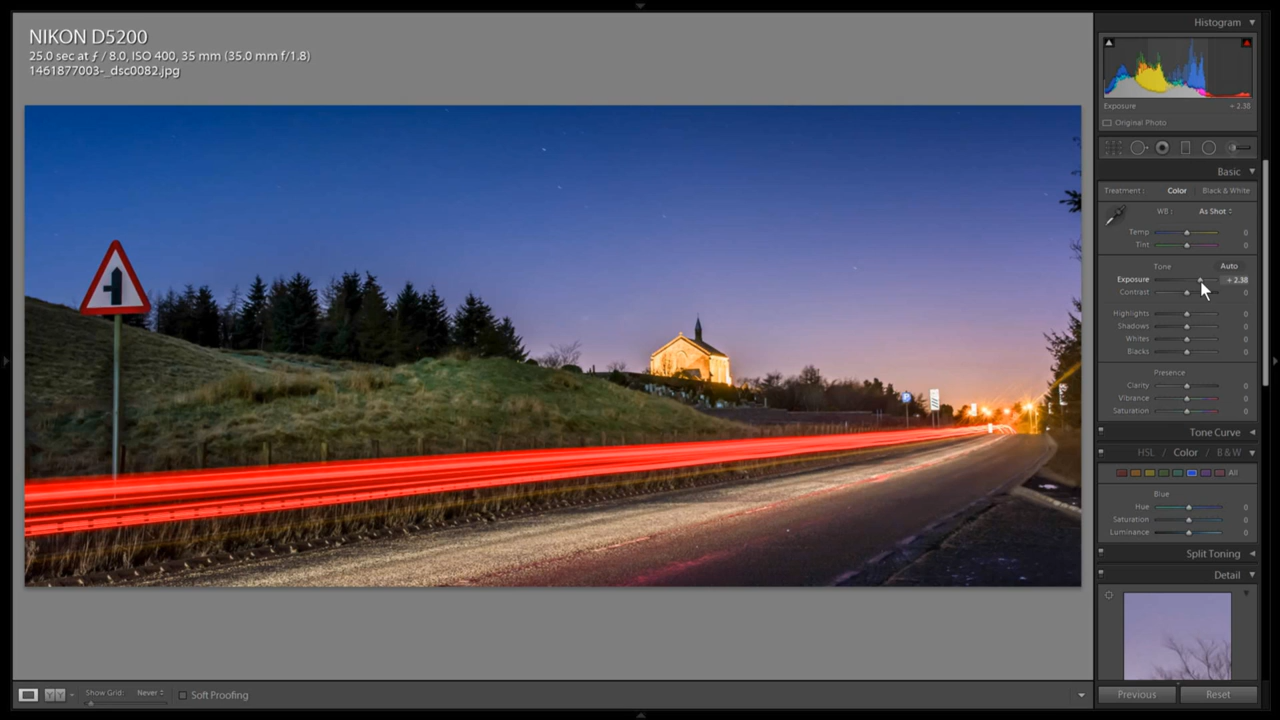 NIKON D5200
25.0 sec at ƒ / 8.0, ISO 400, 35 mm (35.0 mm f/1.8)
1461877003-_dsc0082.jpg
Histogram
Exposure + 2.38
Original Photo
Basic
Treatment : Color Black & White
WB : As Shot
Temp 0
Tint 0
Tone Auto
Exposure + 2.38
Contrast 0
Highlights 0
Shadows 0
Whites 0
Blacks 0
Presence
Clarity 0
Vibrance 0
Saturation 0
Tone Curve
HSL / Color / B & W
All
Blue
Hue 0
Saturation 0
Luminance 0
Split Toning
Detail
Show Grid: Never
Soft Proofing
Previous
Reset